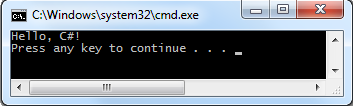 C:\Windows\system32\cmd.exe
Hello, C#!
Press any key to continue . . .